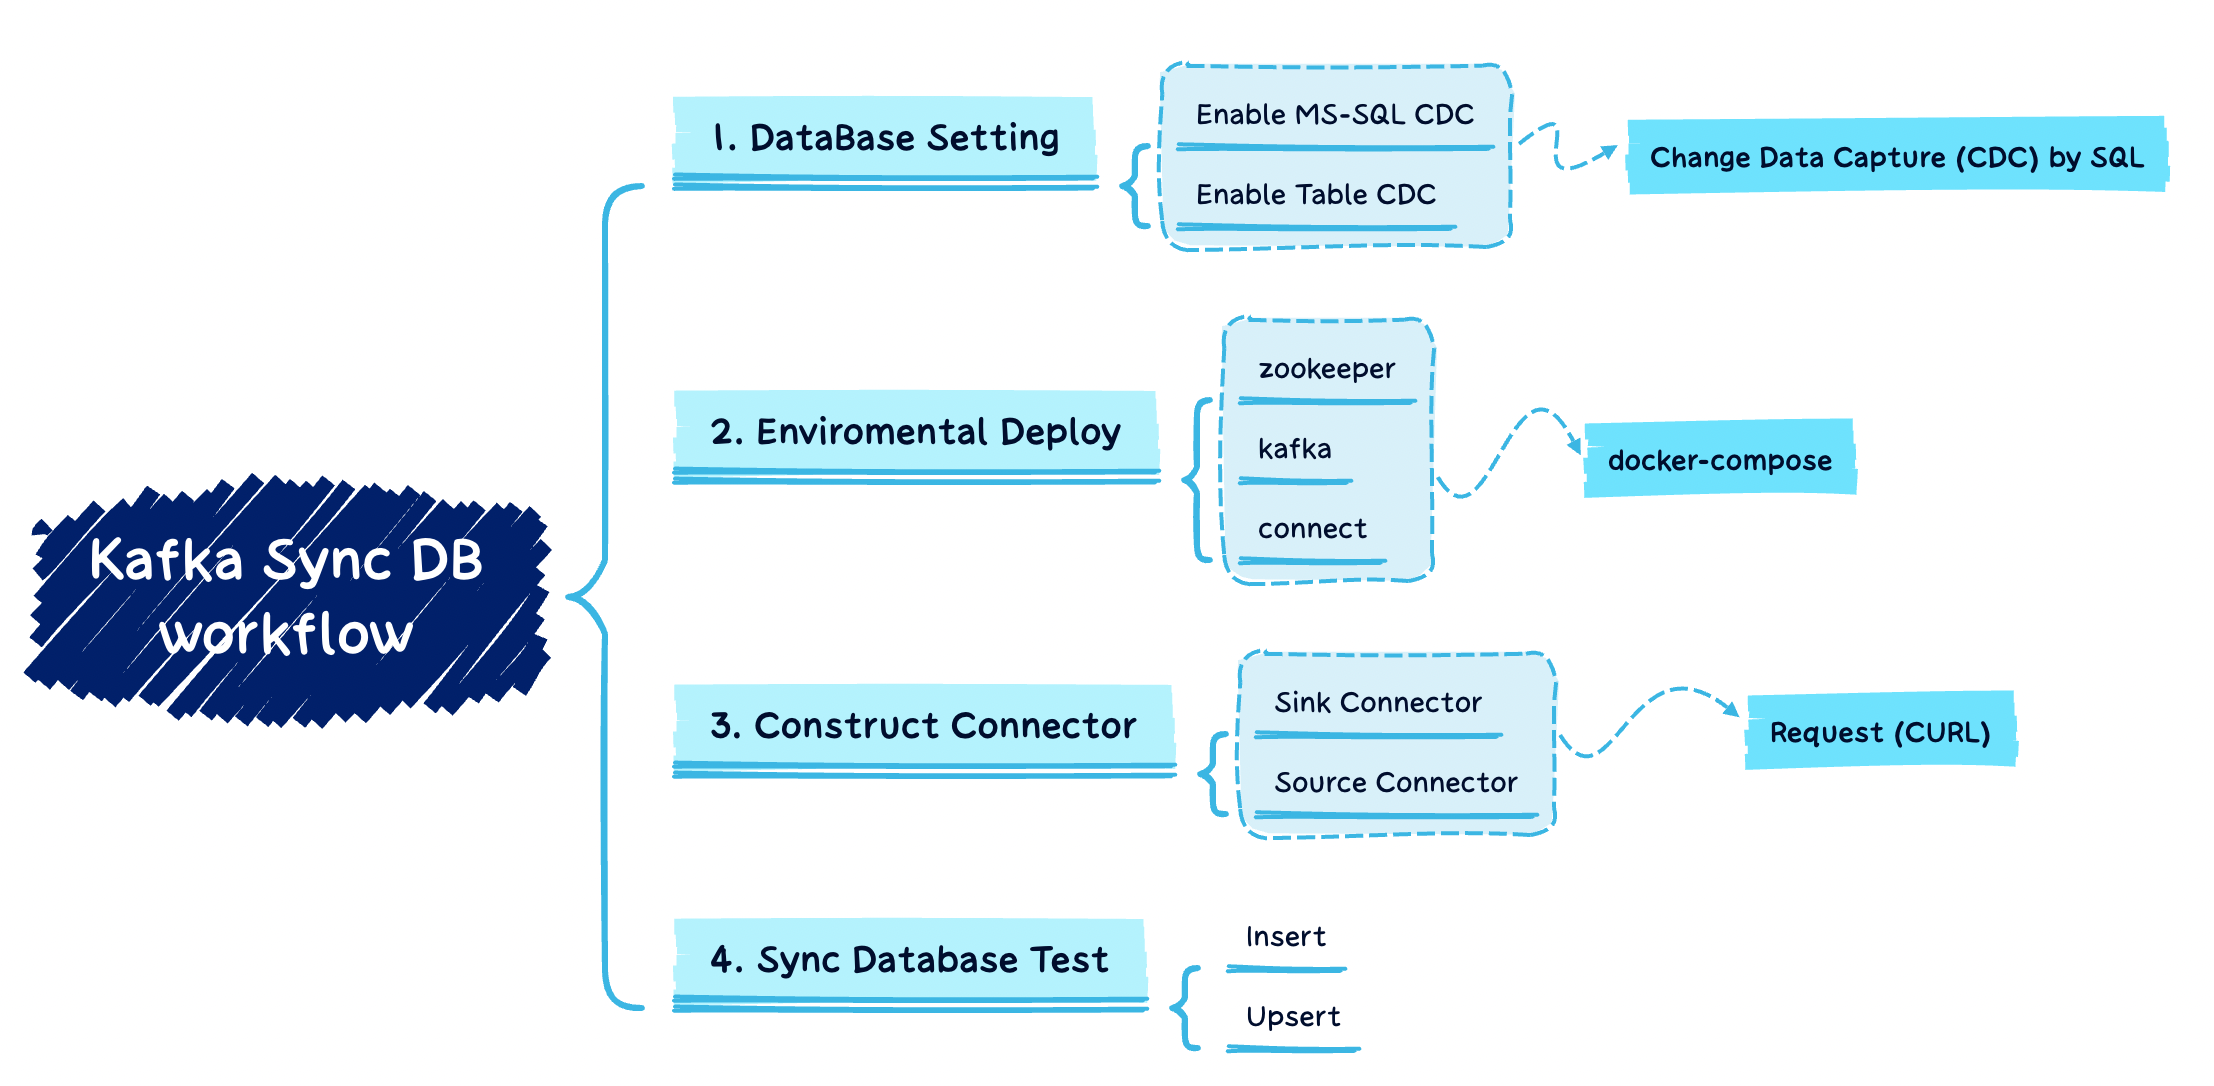 1. DataBase Setting
Enable MS-SQL CDC
Enable Table CDC
Change Data Capture (CDC) by SQL
2. Enviromental Deploy
zookeeper
kafka
connect
docker-compose
Kafka Sync DB
workflow
3. Construct Connector
Sink Connector
Source Connector
Request (CURL)
4. Sync Database Test
Insert
Upsert